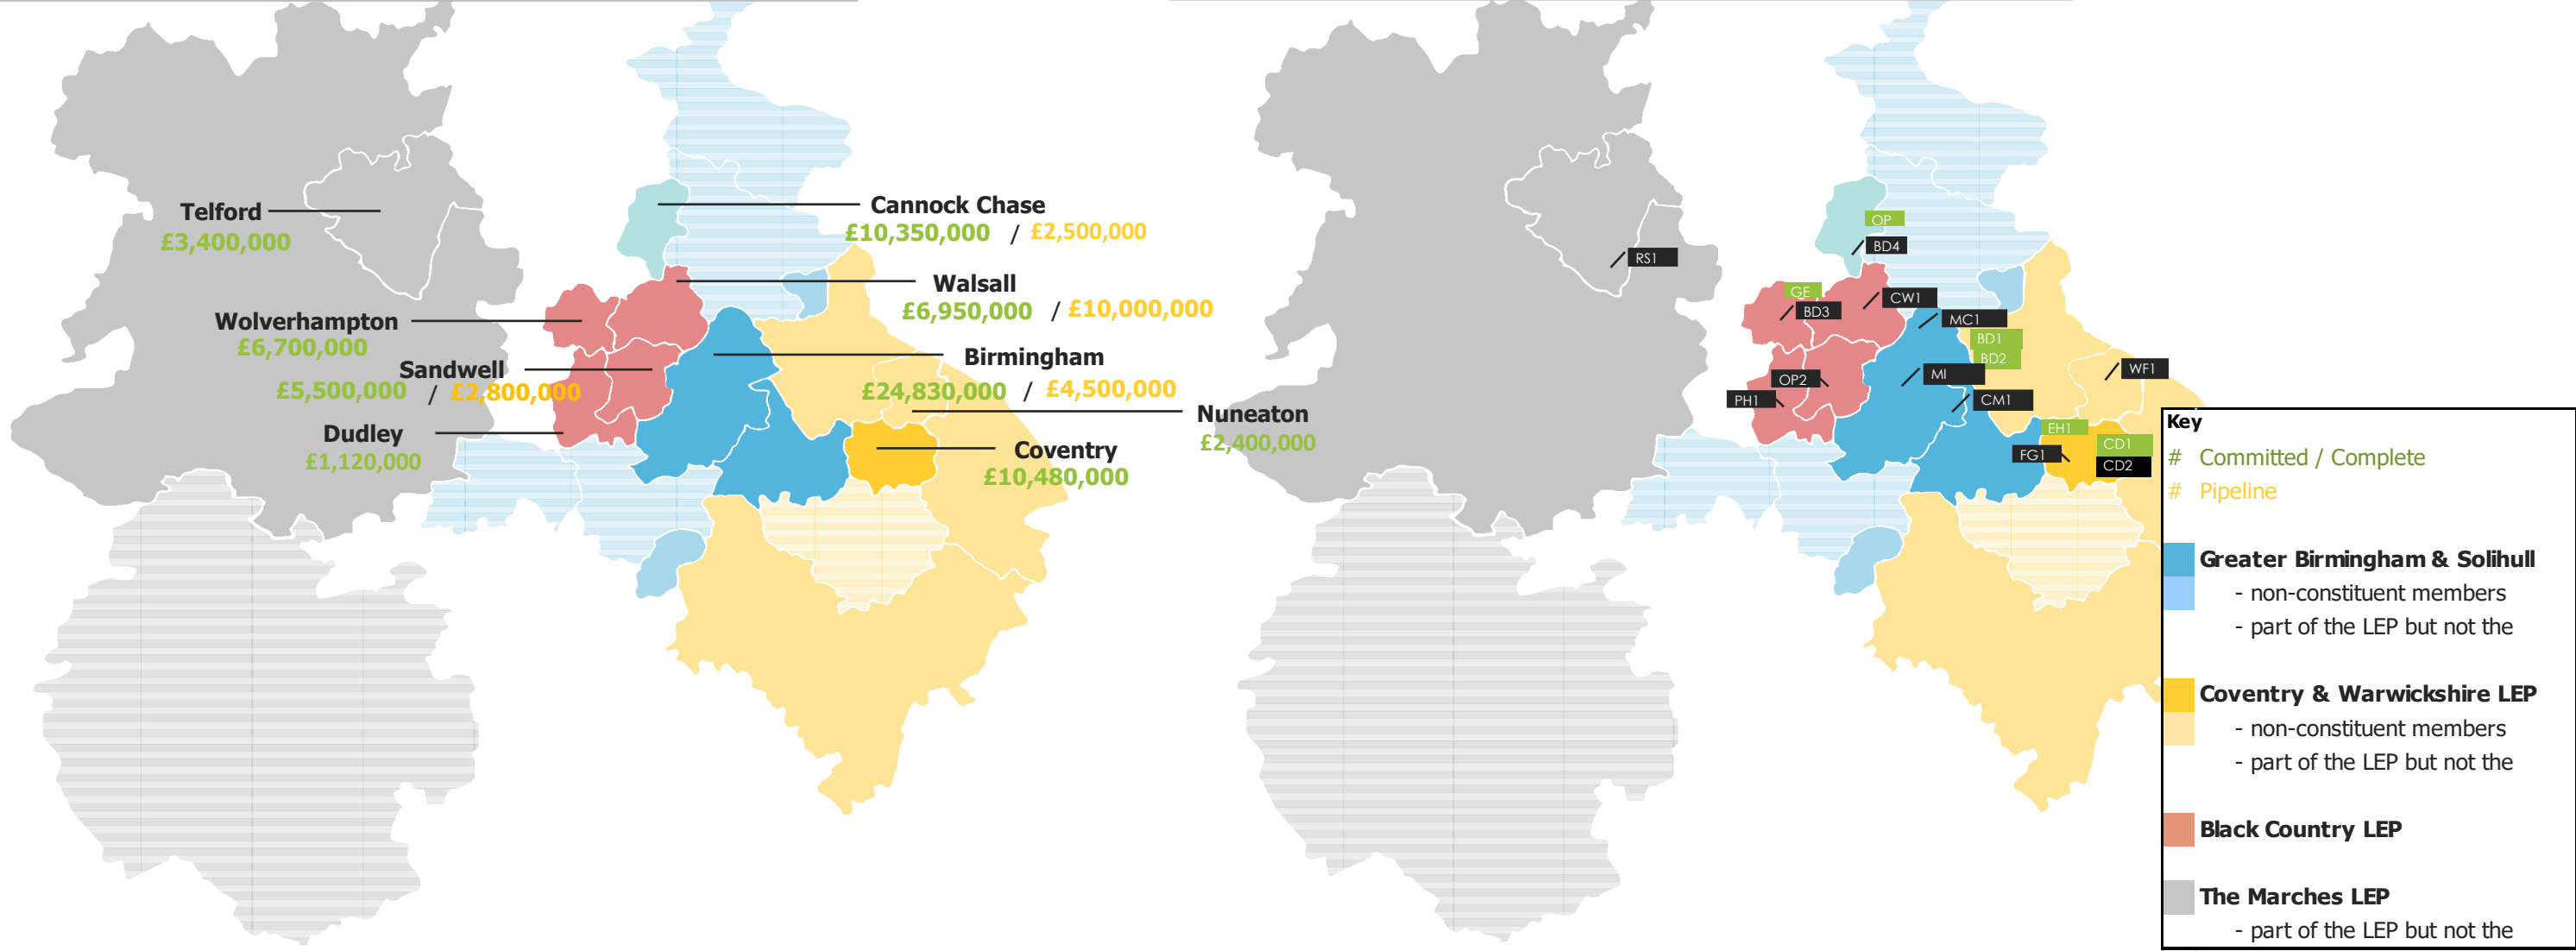 Telford
£3,400,000
Cannock Chase
£10,350,000 / £2,500,000
Walsall
£6,950,000 / £10,000,000
Wolverhampton
£6,700,000
Sandwell
£5,500,000 / £2,800,000
Birmingham
£24,830,000 / £4,500,000
Dudley
£1,120,000
Nuneaton
£2,400,000
Coventry
£10,480,000
OP
BD4
RS1
GE
BD3
CW1
MC1
BD1
BD2
WF1
MI
OP2
PH1
CM1
EH1
FG1
CD1
CD2
Key
# Committed / Complete
# Pipeline
Greater Birmingham & Solihull
- non-constituent members
- part of the LEP but not the
Coventry & Warwickshire LEP
- non-constituent members
- part of the LEP but not the
Black Country LEP
The Marches LEP
- part of the LEP but not the